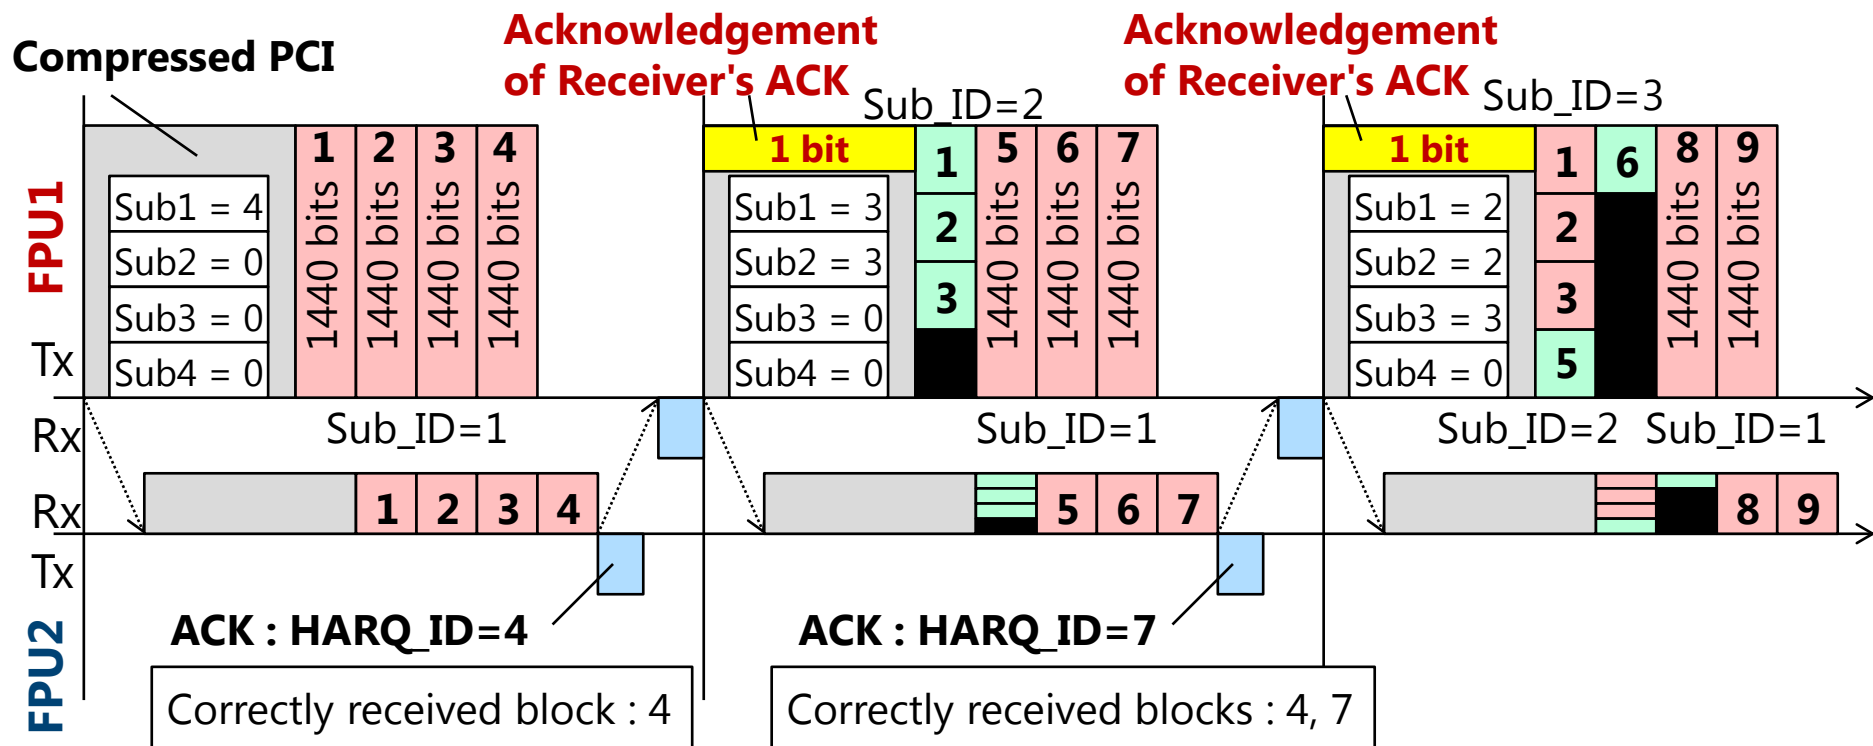 Compressed PCI
Acknowledgement
of Receiver's ACK
Acknowledgement
of Receiver's ACK
Sub_ID=2
Sub_ID=3
FPU1
Sub1 = 4
Sub2 = 0
Sub3 = 0
Sub4 = 0
1 1440 bits
2 1440 bits
3 1440 bits
4 1440 bits
1 bit
Sub1 = 3
Sub2 = 3
Sub3 = 0
Sub4 = 0
1
2
3
5 1440 bits
6 1440 bits
7 1440 bits
1 bit
Sub1 = 2
Sub2 = 2
Sub3 = 3
Sub4 = 0
1
2
3
5
6
8 1440 bits
9 1440 bits
Tx
Rx
Sub_ID=1
Sub_ID=1
Sub_ID=2
Sub_ID=1
Rx
1 2 3 4
5 6 7
8 9
Tx
FPU2
ACK : HARQ_ID=4
ACK : HARQ_ID=7
Correctly received block : 4
Correctly received blocks : 4, 7